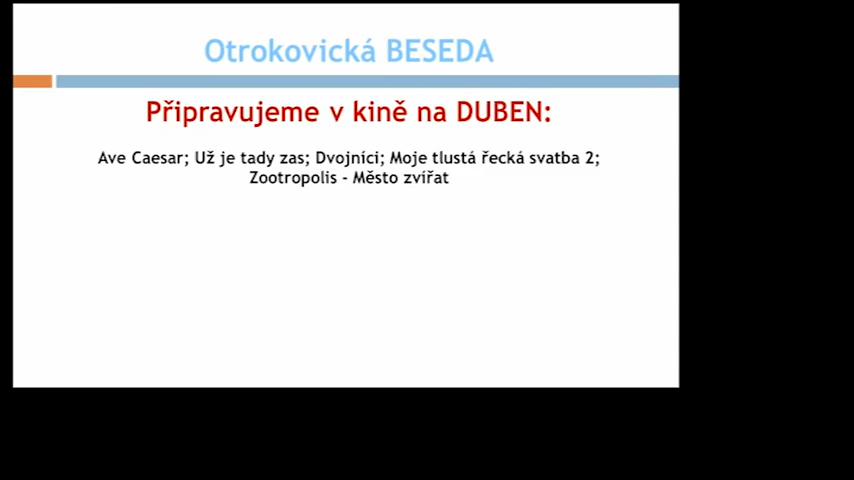 Otrokovická BESEDA
Připravujeme v kině na DUBEN:
Ave Caesar; Už je tady zas; Dvojníci; Moje tlustá řecká svatba 2;
Zootropolis - Město zvířat